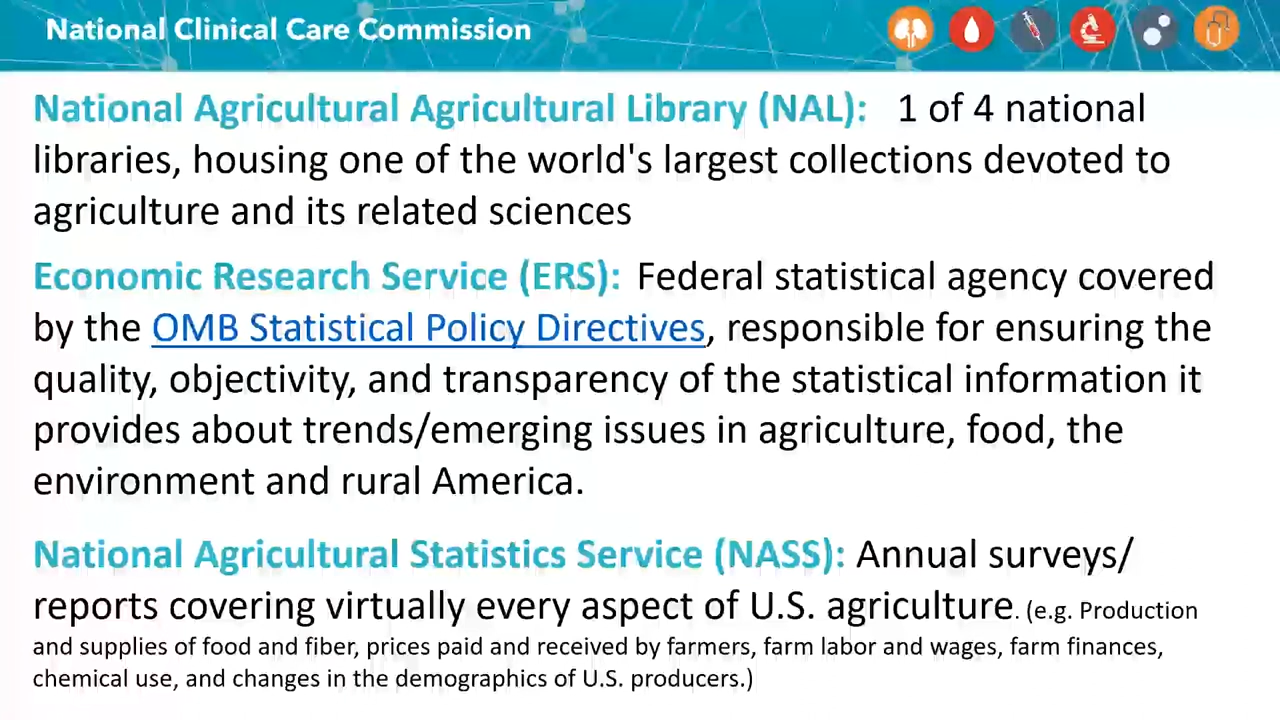 National Clinical Care Commission
National Agricultural Agricultural Library (NAL): 1 of 4 national
libraries, housing one of the world's largest collections devoted to
agriculture and its related sciences
Economic Research Service (ERS): Federal statistical agency covered
by the OMB Statistical Policy Directives, responsible for ensuring the
quality, objectivity, and transparency of the statistical information it
provides about trends/emerging issues in agriculture, food, the
environment and rural America.
National Agricultural Statistics Service (NASS): Annual surveys/
reports covering virtually every aspect of U.S. agriculture. (e.g. Production
and supplies of food and fiber, prices paid and received by farmers, farm labor and wages, farm finances,
chemical use, and changes in the demographics of U.S. producers.)